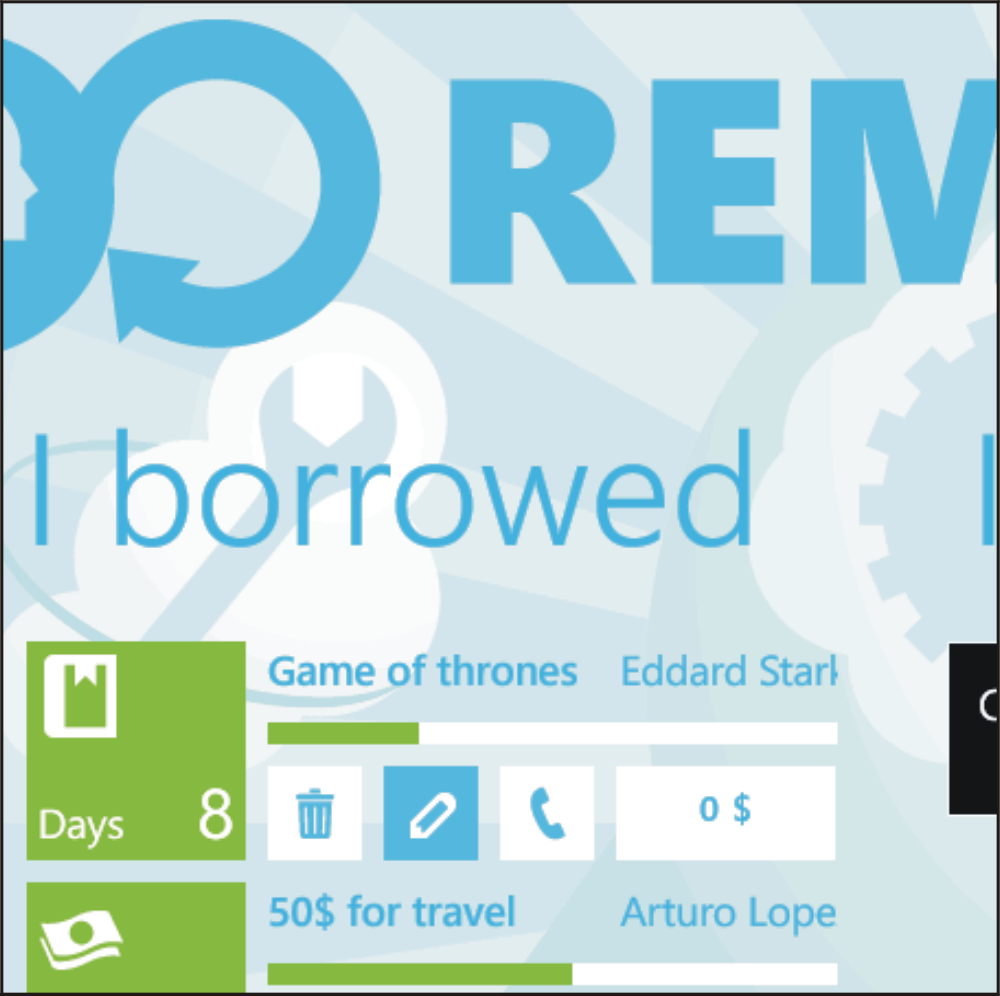 REM
I borrowed
Game of thrones Eddard Stark
Days 8
0 $
50$ for travel Arturo Lope